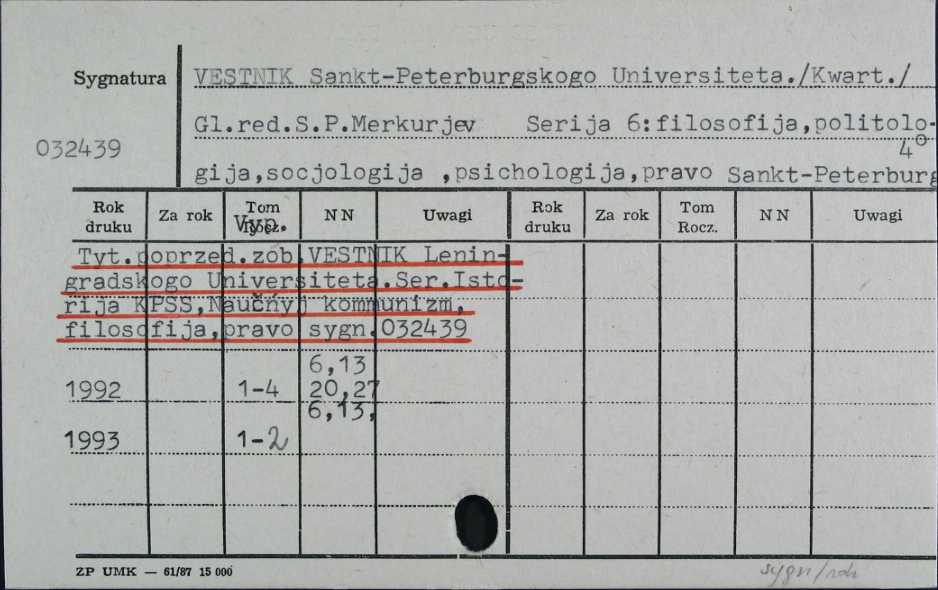 Sygnatura VESTNIK Sankt-Peterburgskogo Universiteta./Kwart./
Gl.red.S.P.Merkurjev Serija 6:filosofija,politolo-
032439
4°
gija,socjologija ,psichologija,pravo Sankt-Peterburg
Rok druku Za rok Tom Rocz. NN Uwagi Rok druku Za rok Tom Rocz. NN Uwagi
Vyp.
Tyt.poprzed.zob.VESTNIK Lenin-
gradskogo Universiteta.Ser.Isto-
rija KPSS,Naučńyj kommunizm,
filosofija,pravo sygn.032439
6,13
1992 1-4 20,27
6,13,
1993 1-2
ZP UMK — 61/87 15 000
sygn/